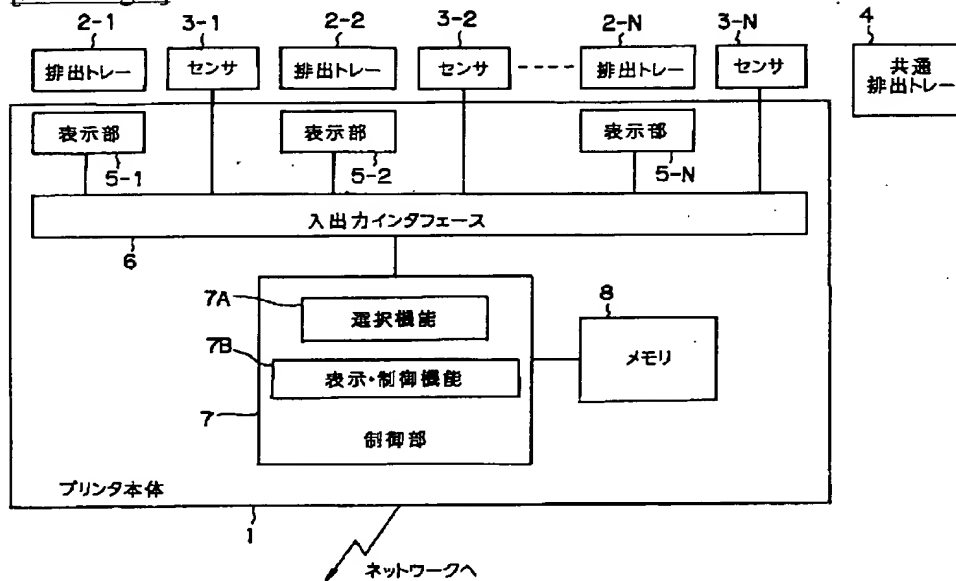 2-1 3-1 2-2 3-2 2-N 3-N 4
排出トレー センサ 排出トレー センサ 排出トレー センサ 共通
排出トレー
表示部 表示部 表示部
5-1 5-2 5-N
入出力インタフェース
6
7A 選択機能 8
7B 表示・制御機能 メモリ
7 制御部
プリンタ本体
1
ネットワークへ